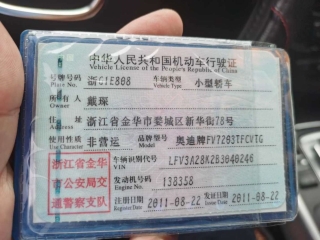 中华人民共和国机动车行驶证
Vehicle License of the People's Republic of China
号牌号码 浙G1E808 车辆类型 小型轿车
Plate No. Vehicle Type
所有人 戴琛
Owner
住址 浙江省金华市婺城区新华街78号
Address
使用性质 非营运 品牌型号 奥迪牌FV7203TFCVTG
Use Character Model
浙江省金华
市公安局交
通警察支队
车辆识别代号 LFV3A28K2B3040246
VIN
发动机号码 138358
Engine No.
注册日期 2011-08-22 发证日期 2011-08-22
Register Date Issue Date